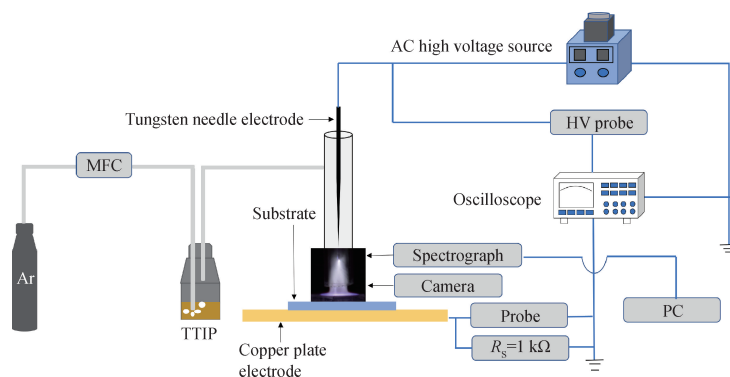 AC high voltage source
Tungsten needle electrode
HV probe
MFC
Oscilloscope
Substrate
Spectrograph
Ar
Camera
TTIP
Probe
PC
Copper plate
electrode
Rs=1 kΩ